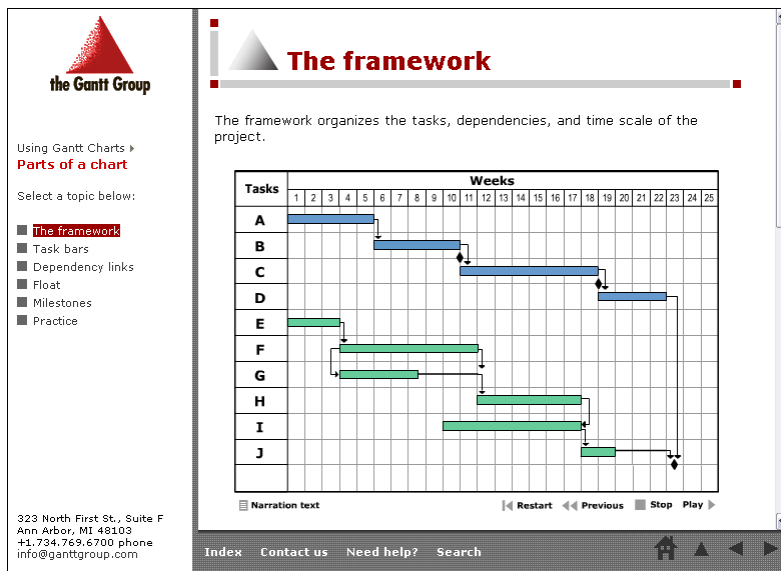 the Gantt Group
The framework
The framework organizes the tasks, dependencies, and time scale of the
project.
Using Gantt Charts
Parts of a chart
Select a topic below:
The framework
Task bars
Dependency links
Float
Milestones
Practice
Tasks
Weeks
1 2 3 4 5 6 7 8 9 10 11 12 13 14 15 16 17 18 19 20 21 22 23 24 25
A
B
C
D
E
F
G
H
I
J
Narration text
Restart Previous Stop Play
323 North First St., Suite F
Ann Arbor, MI 48103
+1.734.769.6700 phone
info@ganttgroup.com
Index Contact us Need help? Search